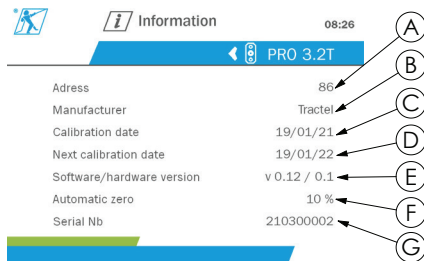 i Information 08:26 A
PRO 3.2T B
Adress 86 C
Manufacturer Tractel D
Calibration date 19/01/21 E
Next calibration date 19/01/22 F
Software/hardware version v 0.12 / 0.1 G
Automatic zero 10 %
Serial Nb 210300002